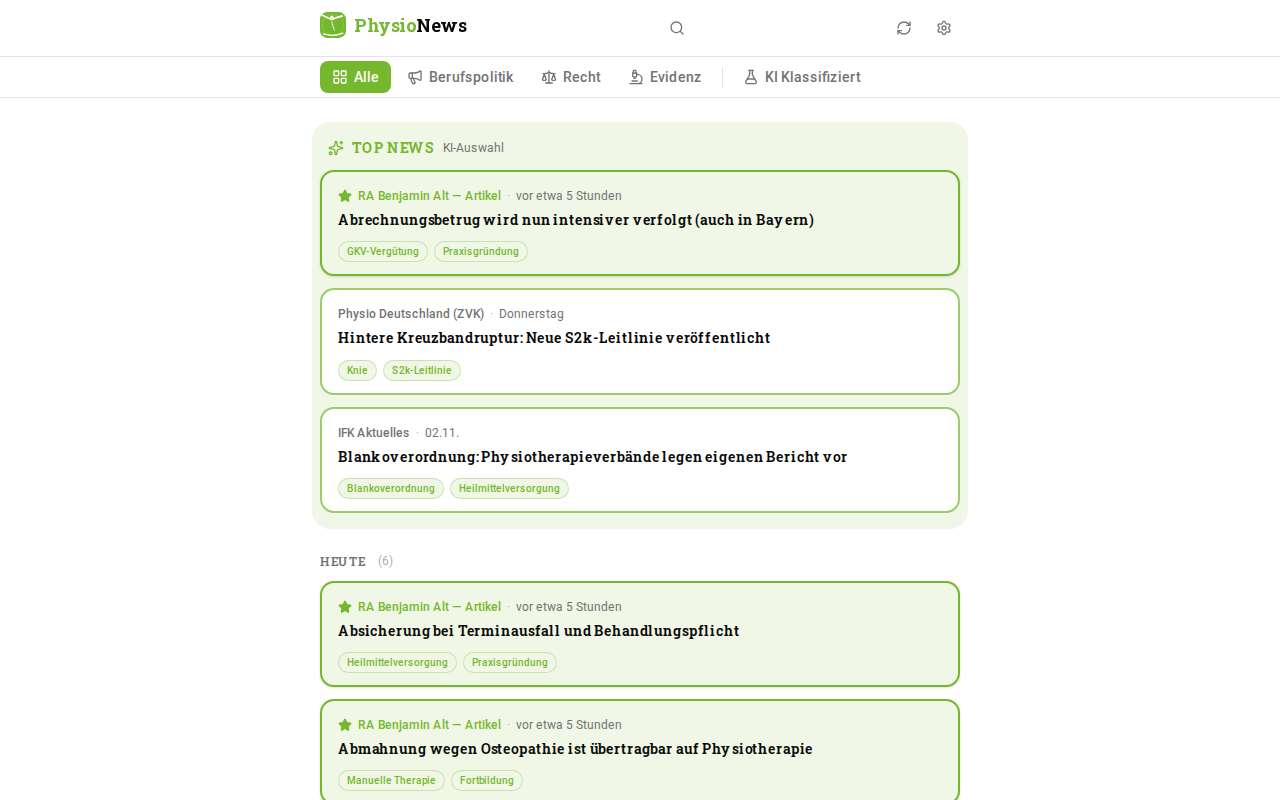 PhysioNews
Alle
Berufspolitik
Recht
Evidenz
KI Klassifiziert
TOP NEWS KI-Auswahl
RA Benjamin Alt — Artikel · vor etwa 5 Stunden
Abrechnungsbetrug wird nun intensiver verfolgt (auch in Bayern)
GKV-Vergütung
Praxisgründung
Physio Deutschland (ZVK) · Donnerstag
Hintere Kreuzbandruptur: Neue S2k-Leitlinie veröffentlicht
Knie
S2k-Leitlinie
IFK Aktuelles · 02.11.
Blankoverordnung: Physiotherapieverbände legen eigenen Bericht vor
Blankoverordnung
Heilmittelversorgung
HEUTE (6)
RA Benjamin Alt — Artikel · vor etwa 5 Stunden
Absicherung bei Terminausfall und Behandlungspflicht
Heilmittelversorgung
Praxisgründung
RA Benjamin Alt — Artikel · vor etwa 5 Stunden
Abmahnung wegen Osteopathie ist übertragbar auf Physiotherapie
Manuelle Therapie
Fortbildung